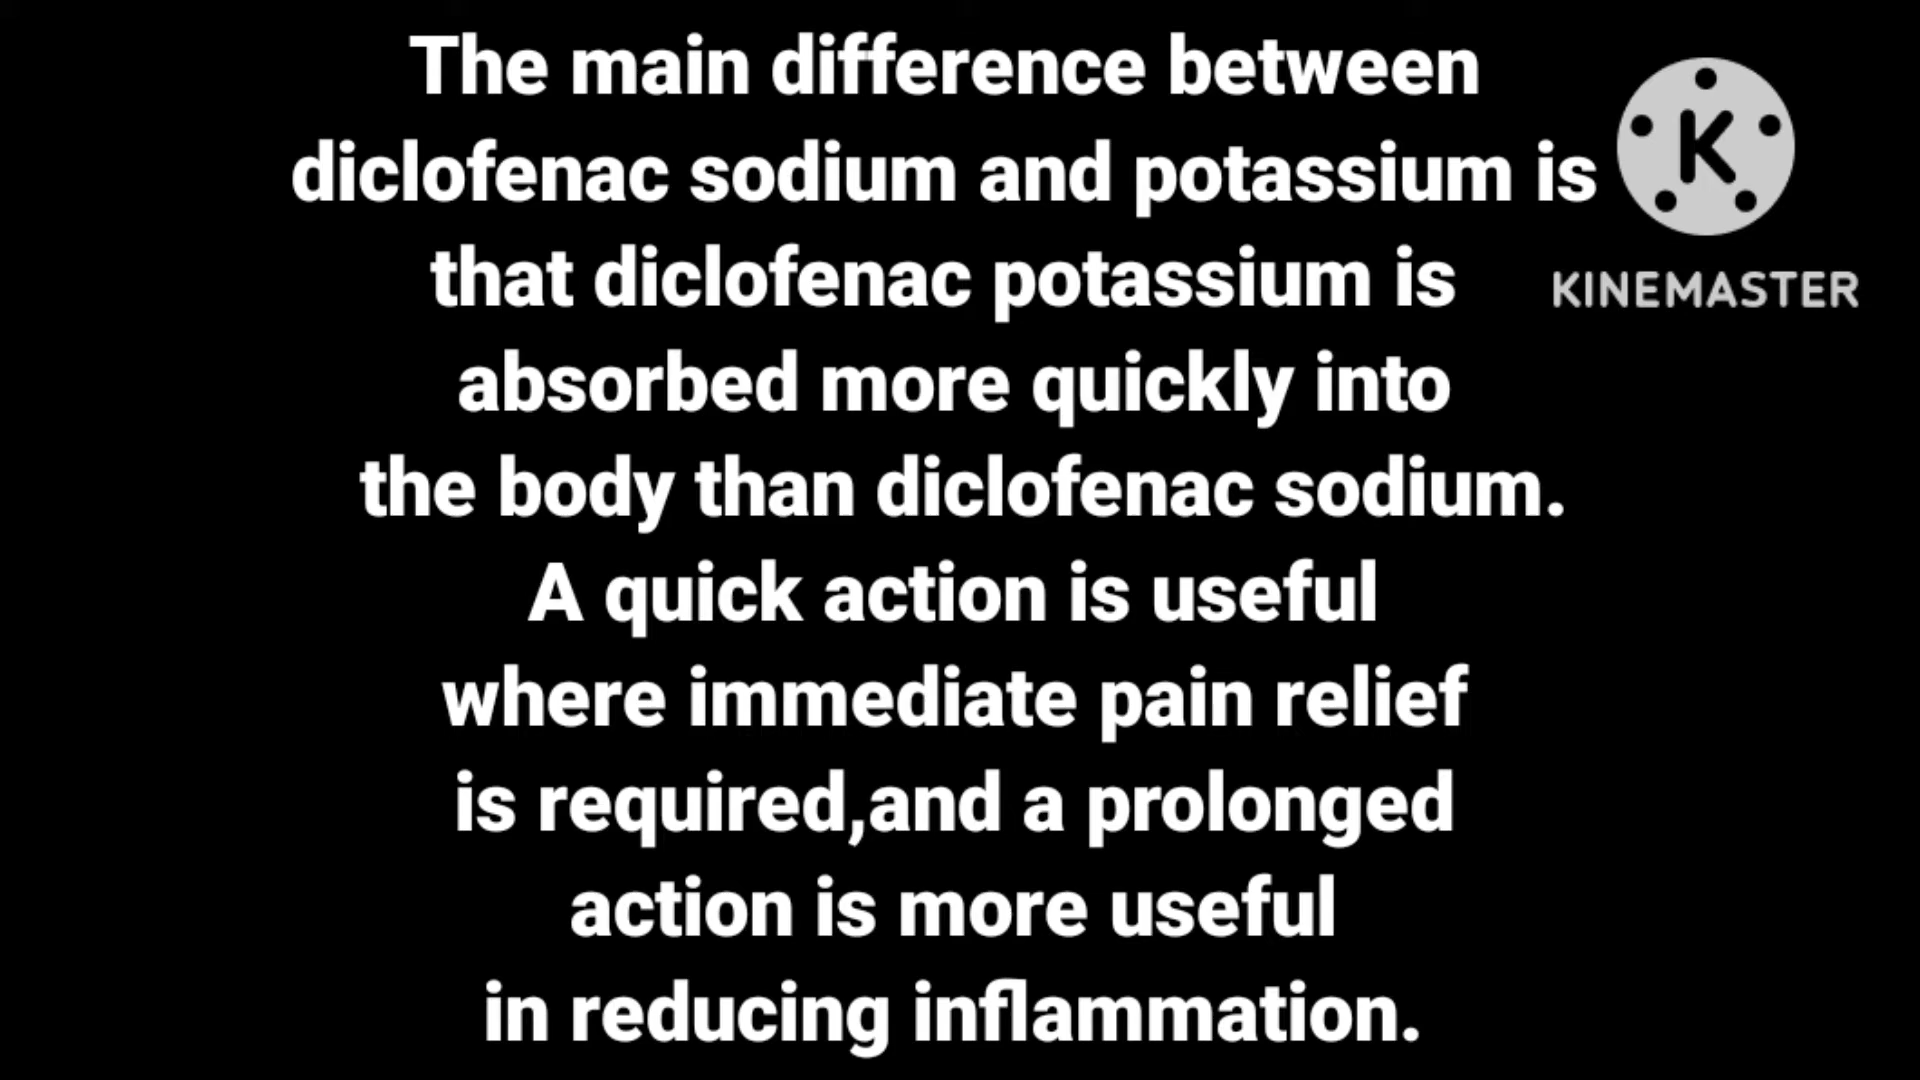 The main difference between
diclofenac sodium and potassium is
that diclofenac potassium is
absorbed more quickly into
the body than diclofenac sodium.
A quick action is useful
where immediate pain relief
is required,and a prolonged
action is more useful
in reducing inflammation.
K
KINEMASTER